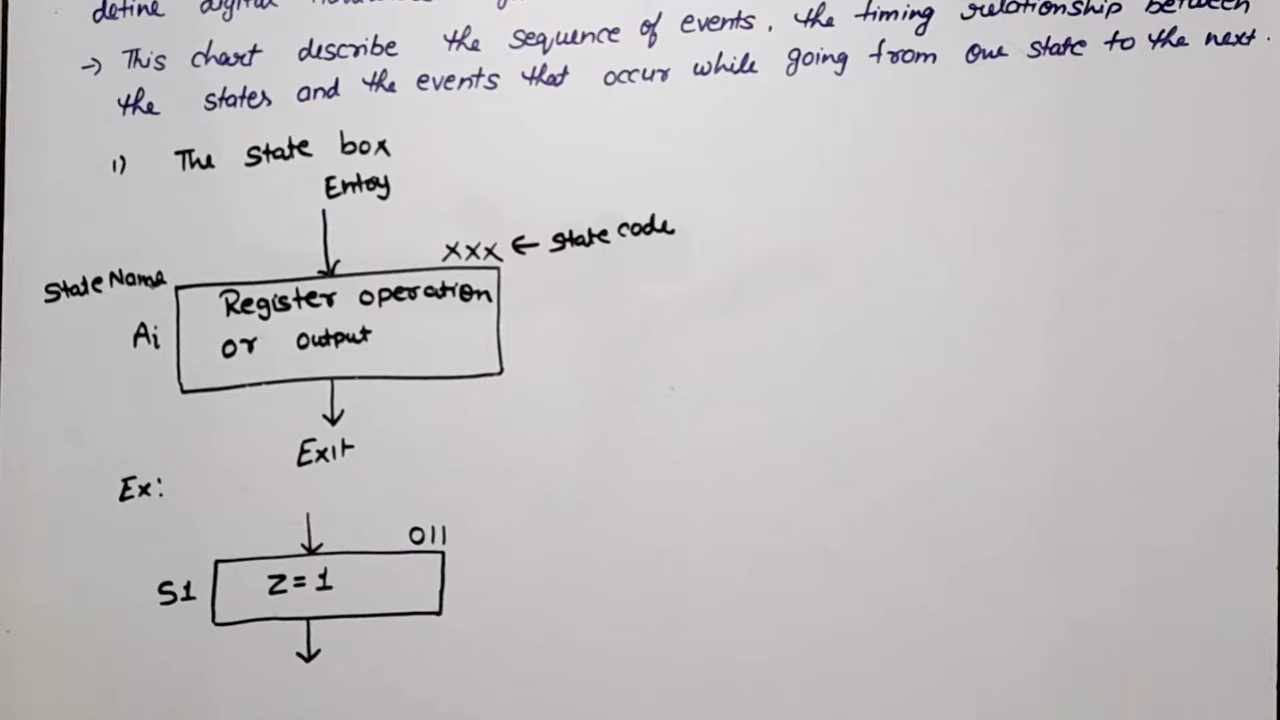 define digital
→ This chart describe the sequence of events, the timing relationship between
the states and the events that occur while going from one state to the next.
1) The state box
Entry
XXX ← state code
State Name
Register operation
Ai
or output
Exit
Ex:
011
S1
Z = 1